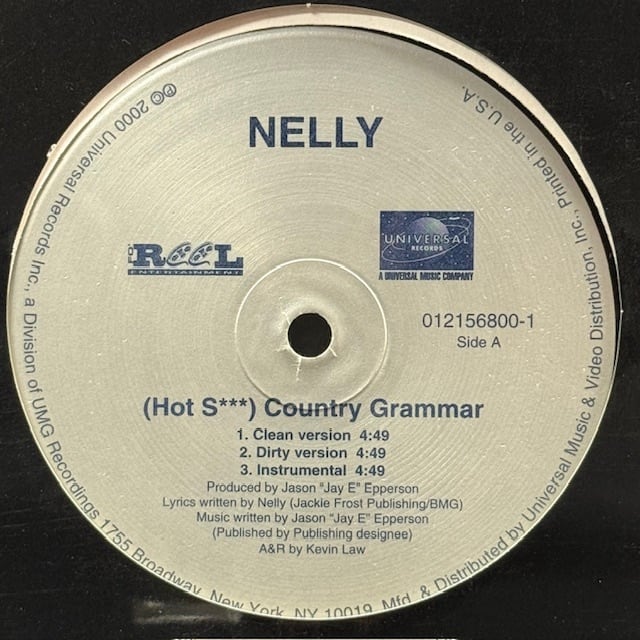 NELLY
REEL
ENTERTAINMENT
UNIVERSAL
RECORDS
A UNIVERSAL MUSIC COMPANY
012156800-1
Side A
(Hot S***) Country Grammar
1. Clean version 4:49
2. Dirty version 4:49
3. Instrumental 4:49
Produced by Jason "Jay E" Epperson
Lyrics written by Nelly (Jackie Frost Publishing/BMG)
Music written by Jason "Jay E" Epperson
(Published by Publishing designee)
A&R by Kevin Law
℗© 2000 Universal Records Inc., a Division of UMG Recordings 1755 Broadway, New York, NY 10019. Mfd. & Distributed by Universal Music & Video Distribution, Inc., Printed in the U.S.A.